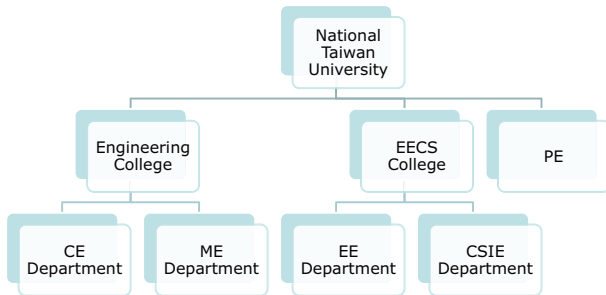 National
Taiwan
University
Engineering
College
EECS
College
PE
CE
Department
ME
Department
EE
Department
CSIE
Department